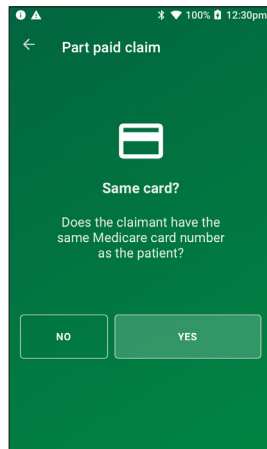 100% 12:30pm
Part paid claim
Same card?
Does the claimant have the
same Medicare card number
as the patient?
NO YES